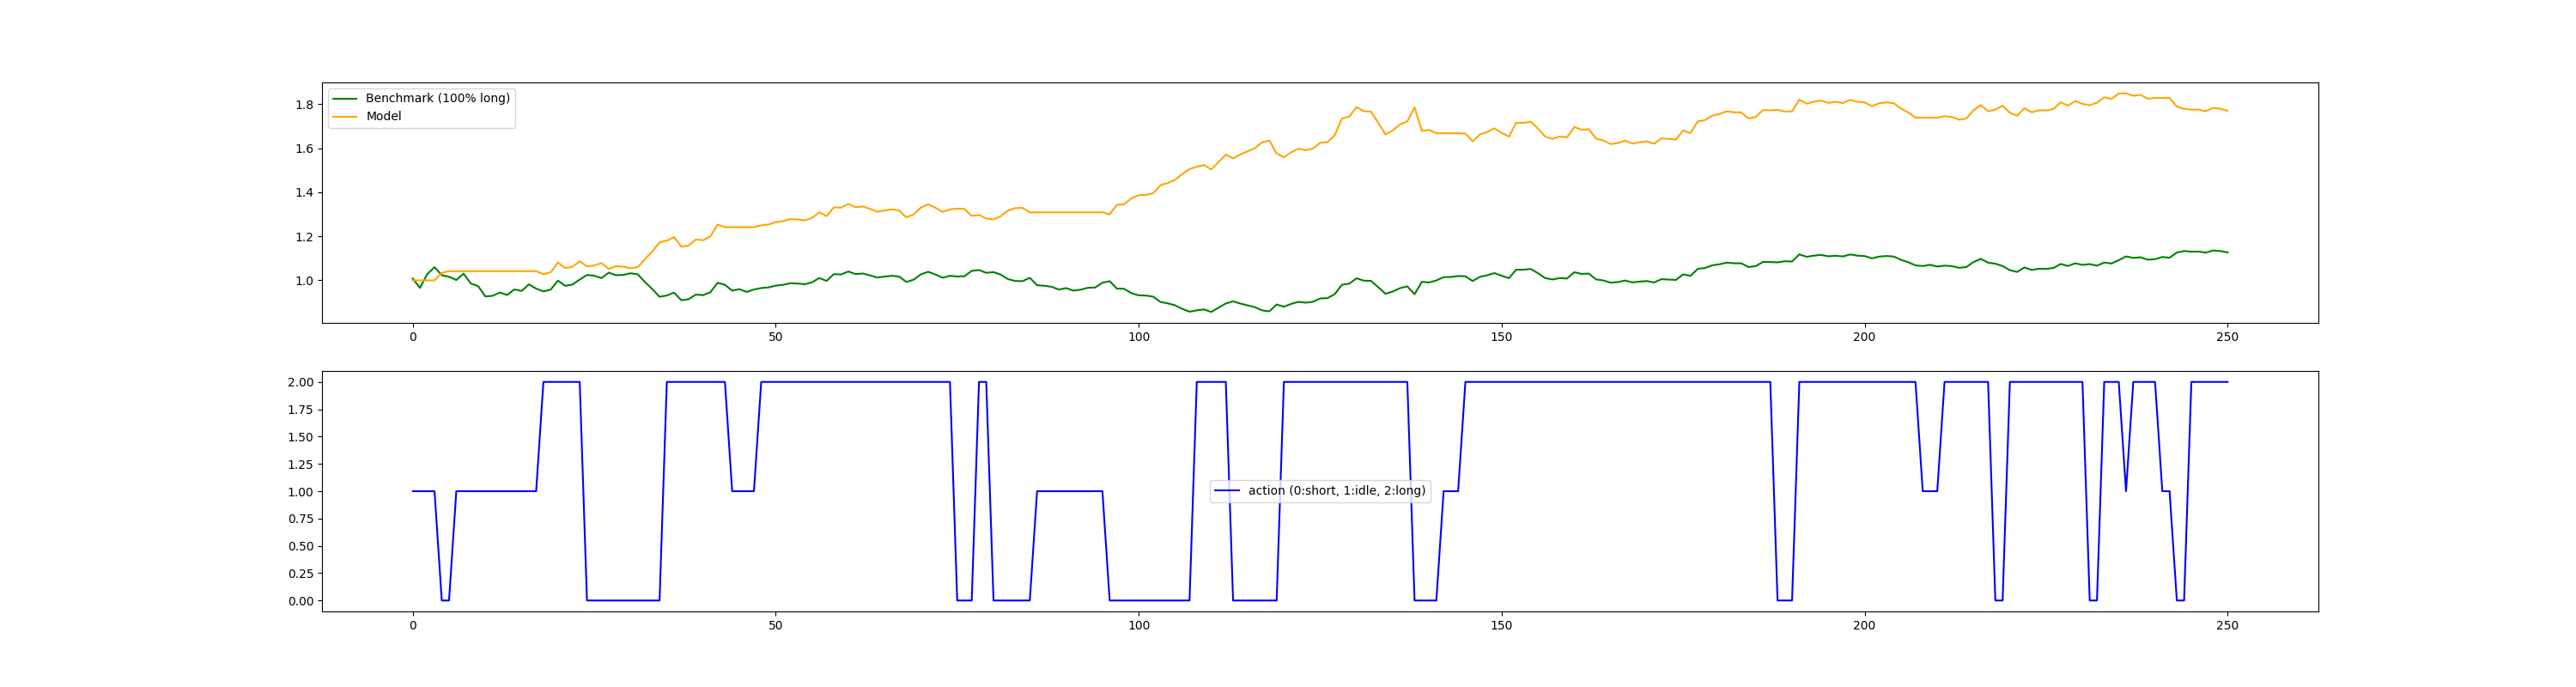 Benchmark (100% long)
Model
1.8
1.6
1.4
1.2
1.0
0 50 100 150 200 250
2.00
1.75
1.50
1.25
1.00
0.75
0.50
0.25
0.00
action (0:short, 1:idle, 2:long)
0 50 100 150 200 250